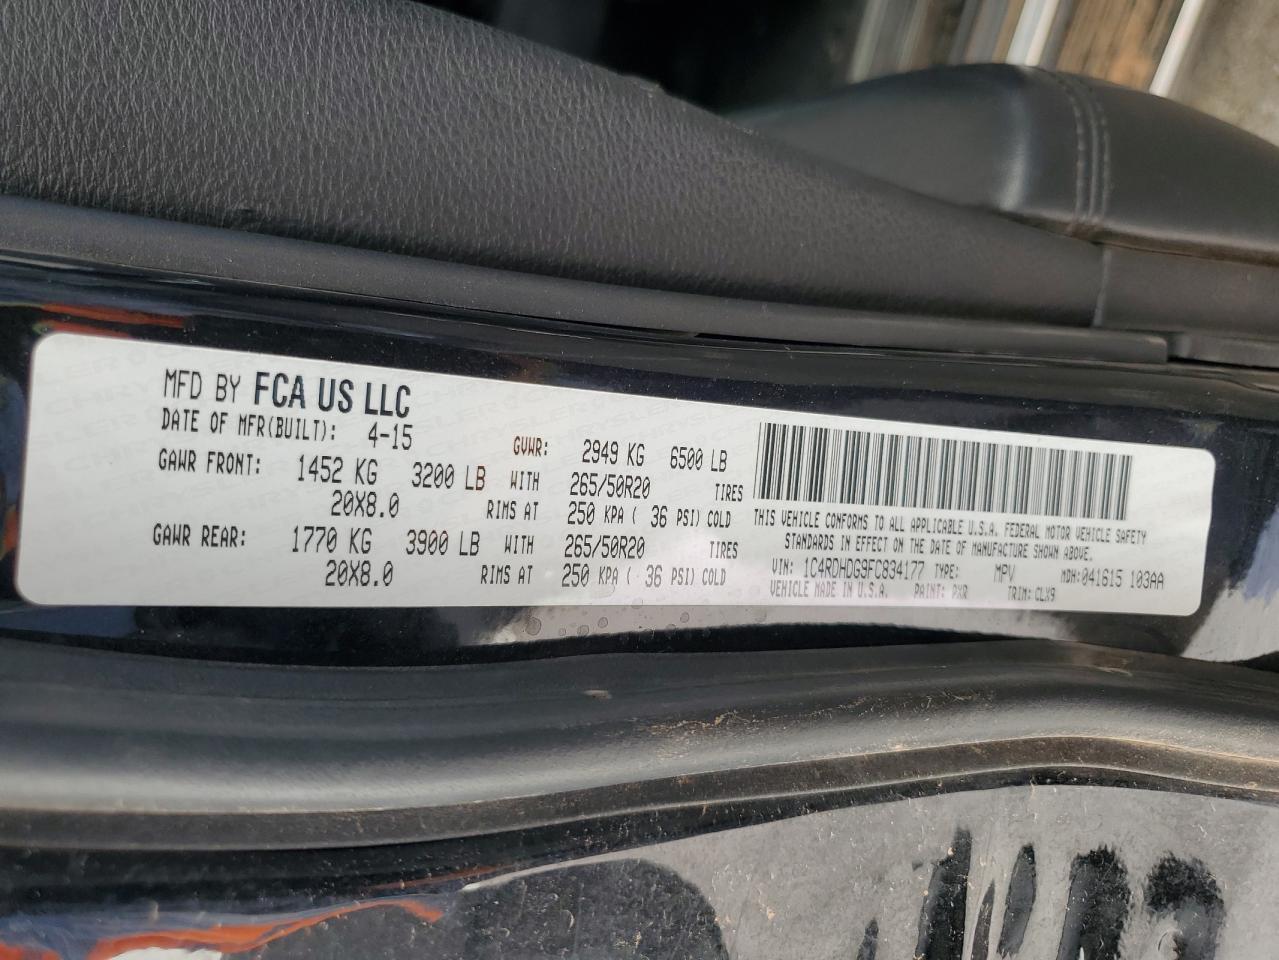 MFD BY FCA US LLC
DATE OF MFR(BUILT): 4-15
GVWR: 2949 KG 6500 LB
GAWR FRONT: 1452 KG 3200 LB WITH 265/50R20 TIRES
20X8.0 RIMS AT 250 KPA ( 36 PSI) COLD
GAWR REAR: 1770 KG 3900 LB WITH 265/50R20 TIRES
20X8.0 RIMS AT 250 KPA ( 36 PSI) COLD
THIS VEHICLE CONFORMS TO ALL APPLICABLE U.S.A. FEDERAL MOTOR VEHICLE SAFETY
STANDARDS IN EFFECT ON THE DATE OF MANUFACTURE SHOWN ABOVE.
VIN: 1C4RDHDG9FC834177 TYPE: MPV MDH: 041615 103AA
VEHICLE MADE IN U.S.A. PAINT: PXR TRIM: CLX9